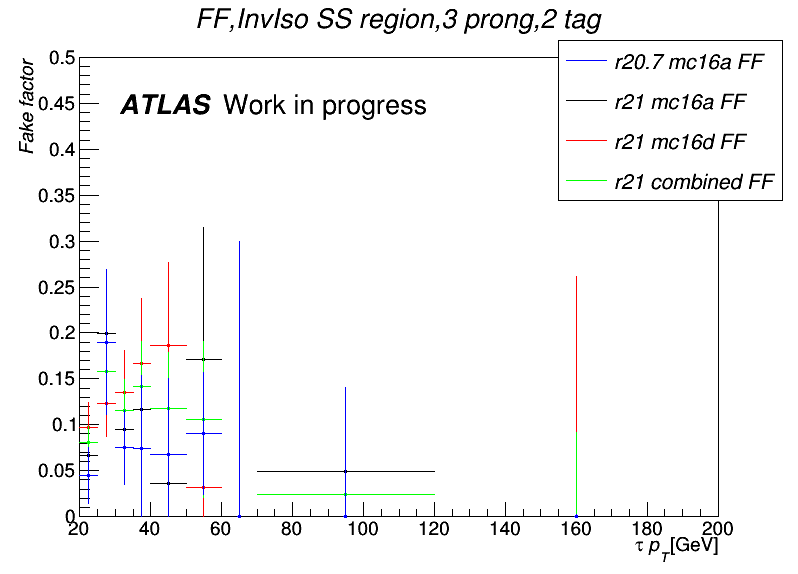 FF,InvIso SS region,3 prong,2 tag
Fake factor
ATLAS Work in progress
r20.7 mc16a FF
r21 mc16a FF
r21 mc16d FF
r21 combined FF
0.5
0.45
0.4
0.35
0.3
0.25
0.2
0.15
0.1
0.05
0
20 40 60 80 100 120 140 160 180 200
τ p_T[GeV]